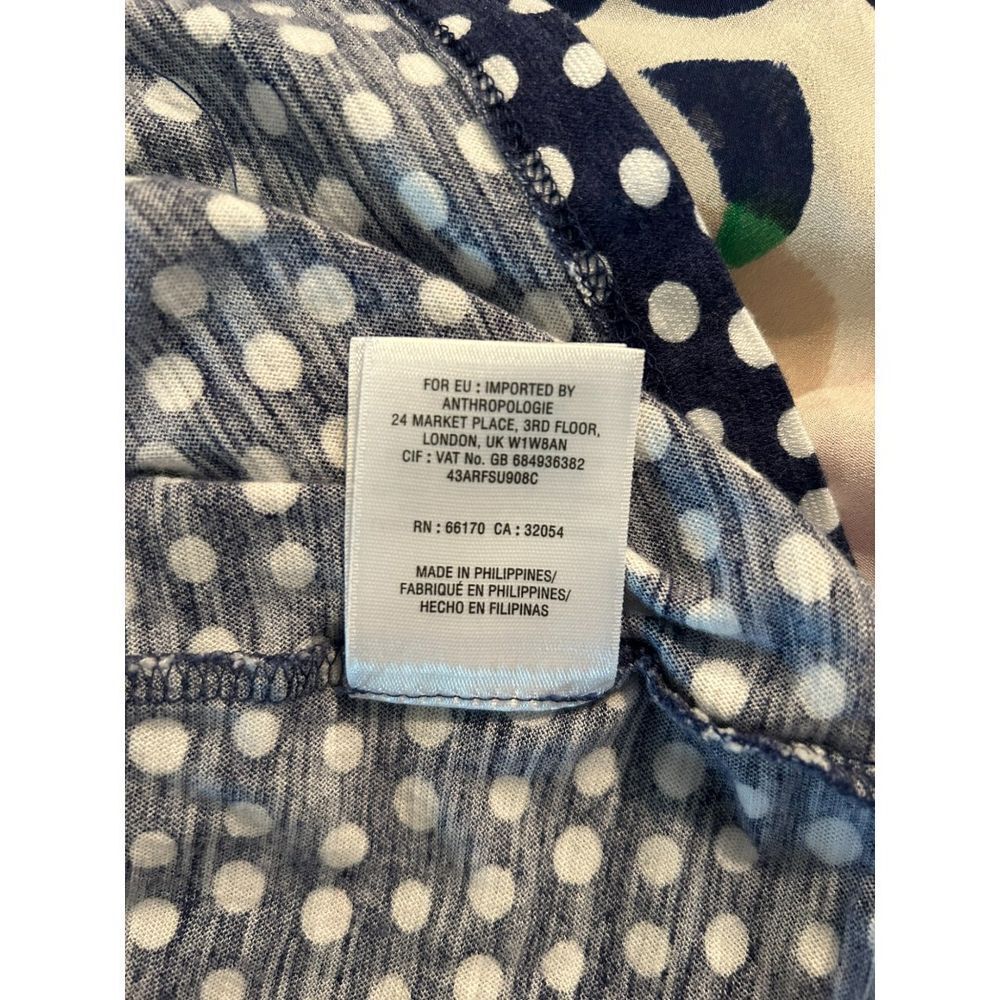 FOR EU : IMPORTED BY
ANTHROPOLOGIE
24 MARKET PLACE, 3RD FLOOR,
LONDON, UK W1W8AN
CIF : VAT No. GB 684936382
43ARFSU908C
RN : 66170 CA : 32054
MADE IN PHILIPPINES/
FABRIQUÉ EN PHILIPPINES/
HECHO EN FILIPINAS